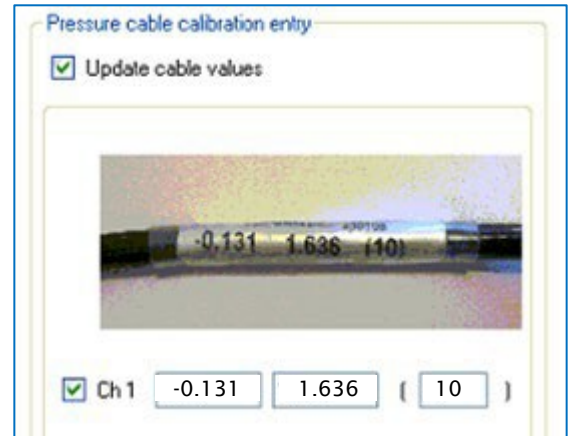 Pressure cable calibration entry
Update cable values
-0.131 1.636 (10)
Ch 1 -0.131 1.636 ( 10 )